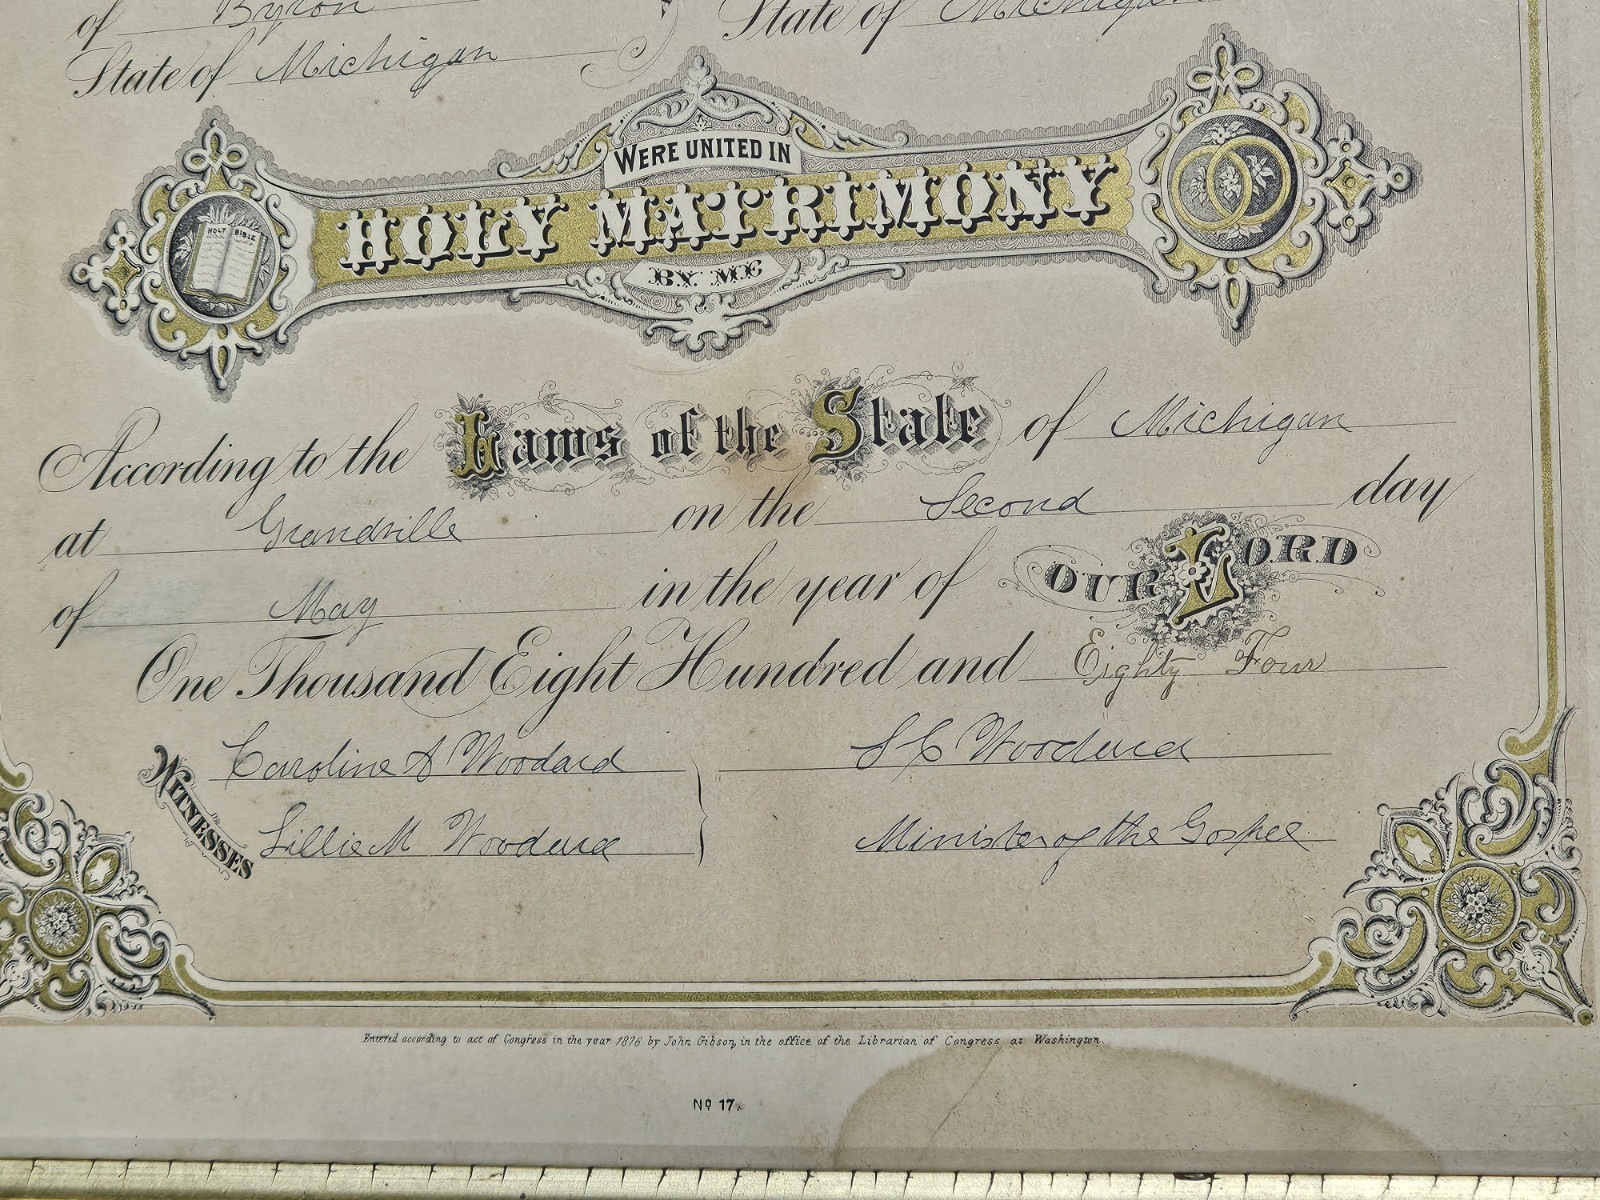 of Byron State of Michigan
State of Michigan
HOLY BIBLE
WERE UNITED IN
HOLY MATRIMONY
BY ME
According to the Laws of the State of Michigan
at Grandville on the Second day
of May in the year of OUR LORD
One Thousand Eight Hundred and Eighty Four
WITNESSES
Caroline A Woodard S C Woodard
Lillie M Woodard Minister of the Gospel
Entered according to act of Congress in the year 1876 by John Gibson, in the office of the Librarian of Congress at Washington.
No 17.